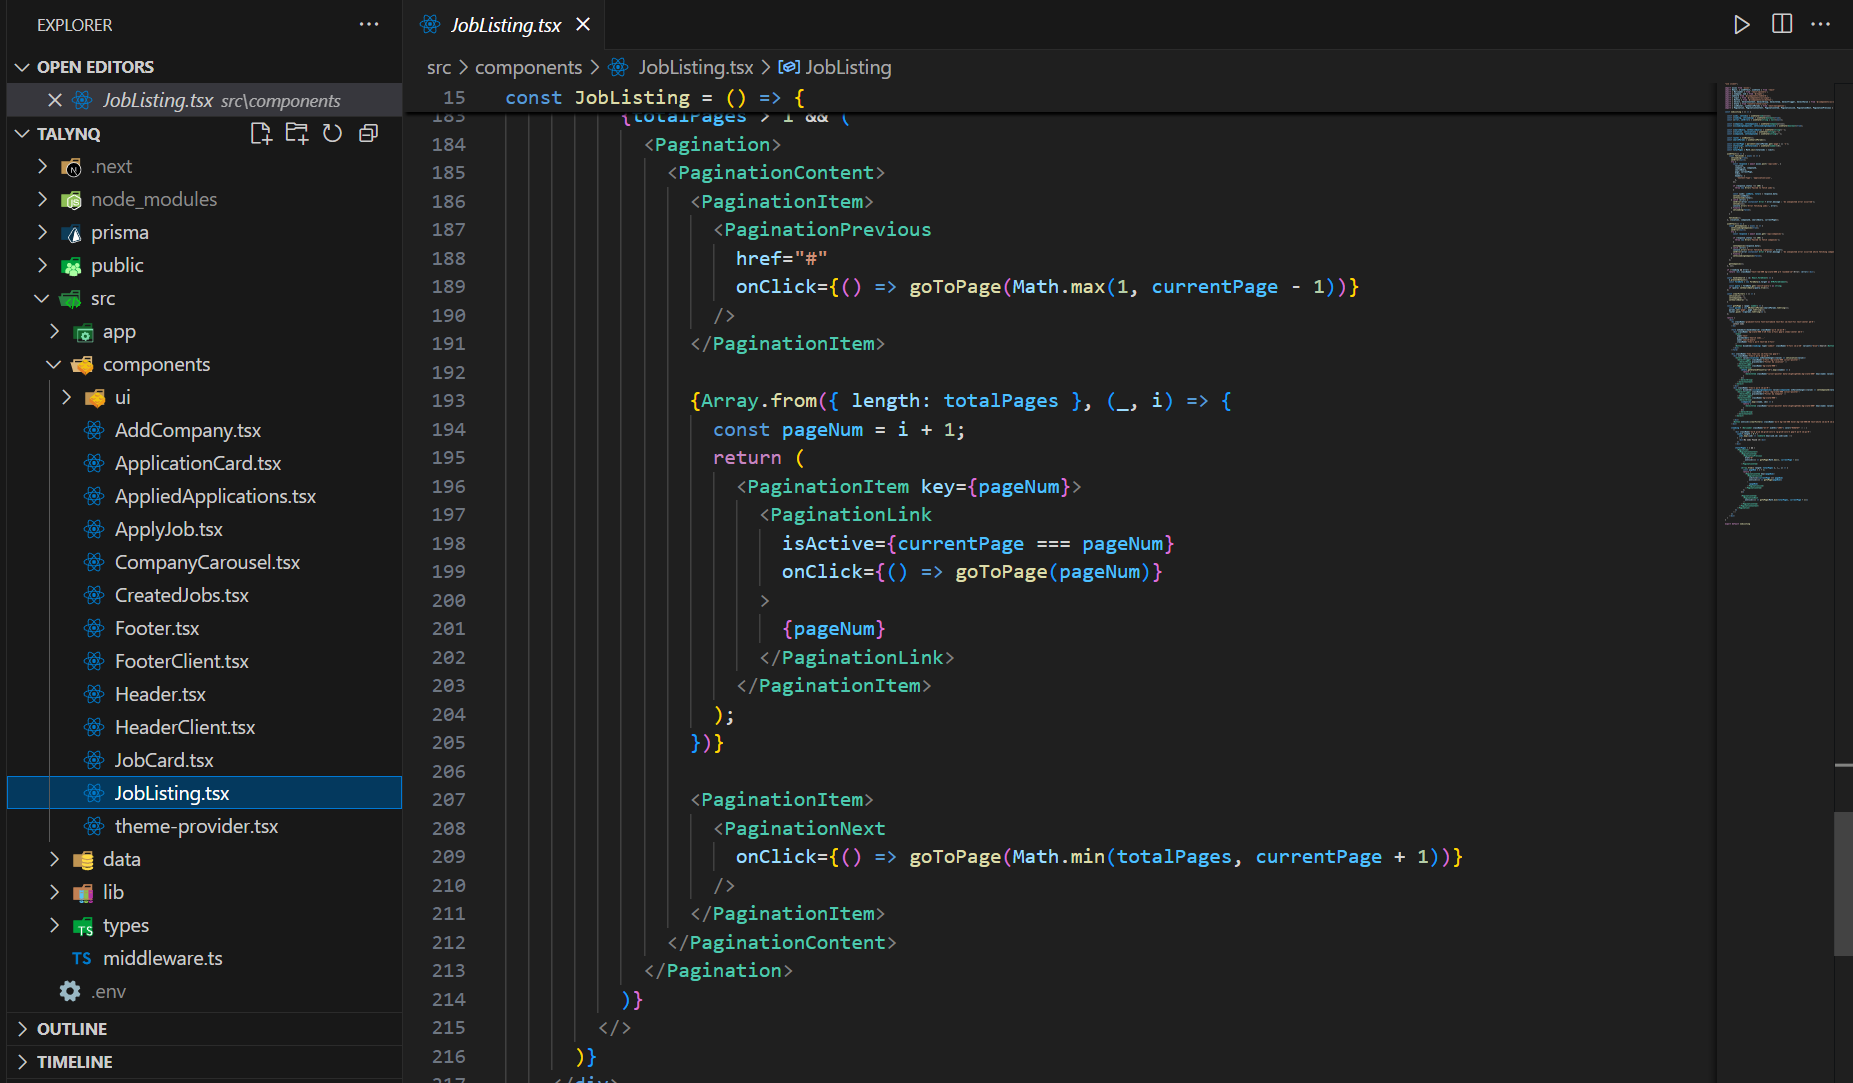 EXPLORER
OPEN EDITORS
JobListing.tsx src\components
TALYNQ
.next
node_modules
prisma
public
src
app
components
ui
AddCompany.tsx
ApplicationCard.tsx
AppliedApplications.tsx
ApplyJob.tsx
CompanyCarousel.tsx
CreatedJobs.tsx
Footer.tsx
FooterClient.tsx
Header.tsx
HeaderClient.tsx
JobCard.tsx
JobListing.tsx
theme-provider.tsx
data
lib
types
TS middleware.ts
.env
OUTLINE
TIMELINE
JobListing.tsx
src > components > JobListing.tsx > JobListing
15 const JobListing = () => {
183 {totalPages > 1 && (
184 <Pagination>
185 <PaginationContent>
186 <PaginationItem>
187 <PaginationPrevious
188 href="#"
189 onClick={() => goToPage(Math.max(1, currentPage - 1))}
190 />
191 </PaginationItem>
192
193 {Array.from({ length: totalPages }, (_, i) => {
194 const pageNum = i + 1;
195 return (
196 <PaginationItem key={pageNum}>
197 <PaginationLink
198 isActive={currentPage === pageNum}
199 onClick={() => goToPage(pageNum)}
200 >
201 {pageNum}
202 </PaginationLink>
203 </PaginationItem>
204 );
205 })}
206
207 <PaginationItem>
208 <PaginationNext
209 onClick={() => goToPage(Math.min(totalPages, currentPage + 1))}
210 />
211 </PaginationItem>
212 </PaginationContent>
213 </Pagination>
214 )}
215 </>
216 )}
217 </div>